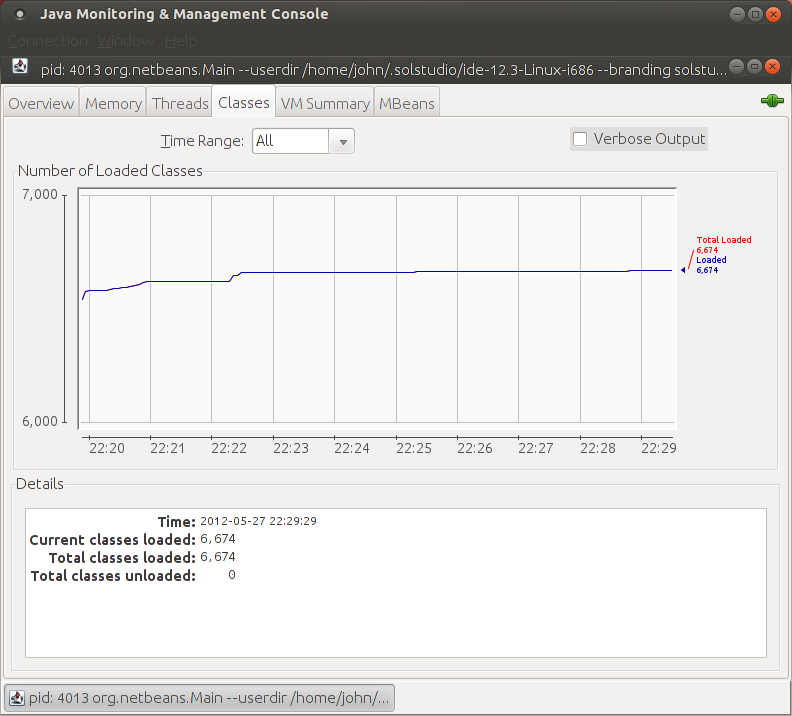 Java Monitoring & Management Console
Connection Window Help
pid: 4013 org.netbeans.Main --userdir /home/john/.solstudio/ide-12.3-Linux-i686 --branding solstu...
Overview Memory Threads Classes VM Summary MBeans
Time Range: All Verbose Output
Number of Loaded Classes
7,000
Total Loaded
6,674
Loaded
6,674
6,000
22:20 22:21 22:22 22:23 22:24 22:25 22:26 22:27 22:28 22:29
Details
Time: 2012-05-27 22:29:29
Current classes loaded: 6,674
Total classes loaded: 6,674
Total classes unloaded: 0
pid: 4013 org.netbeans.Main --userdir /home/john/...